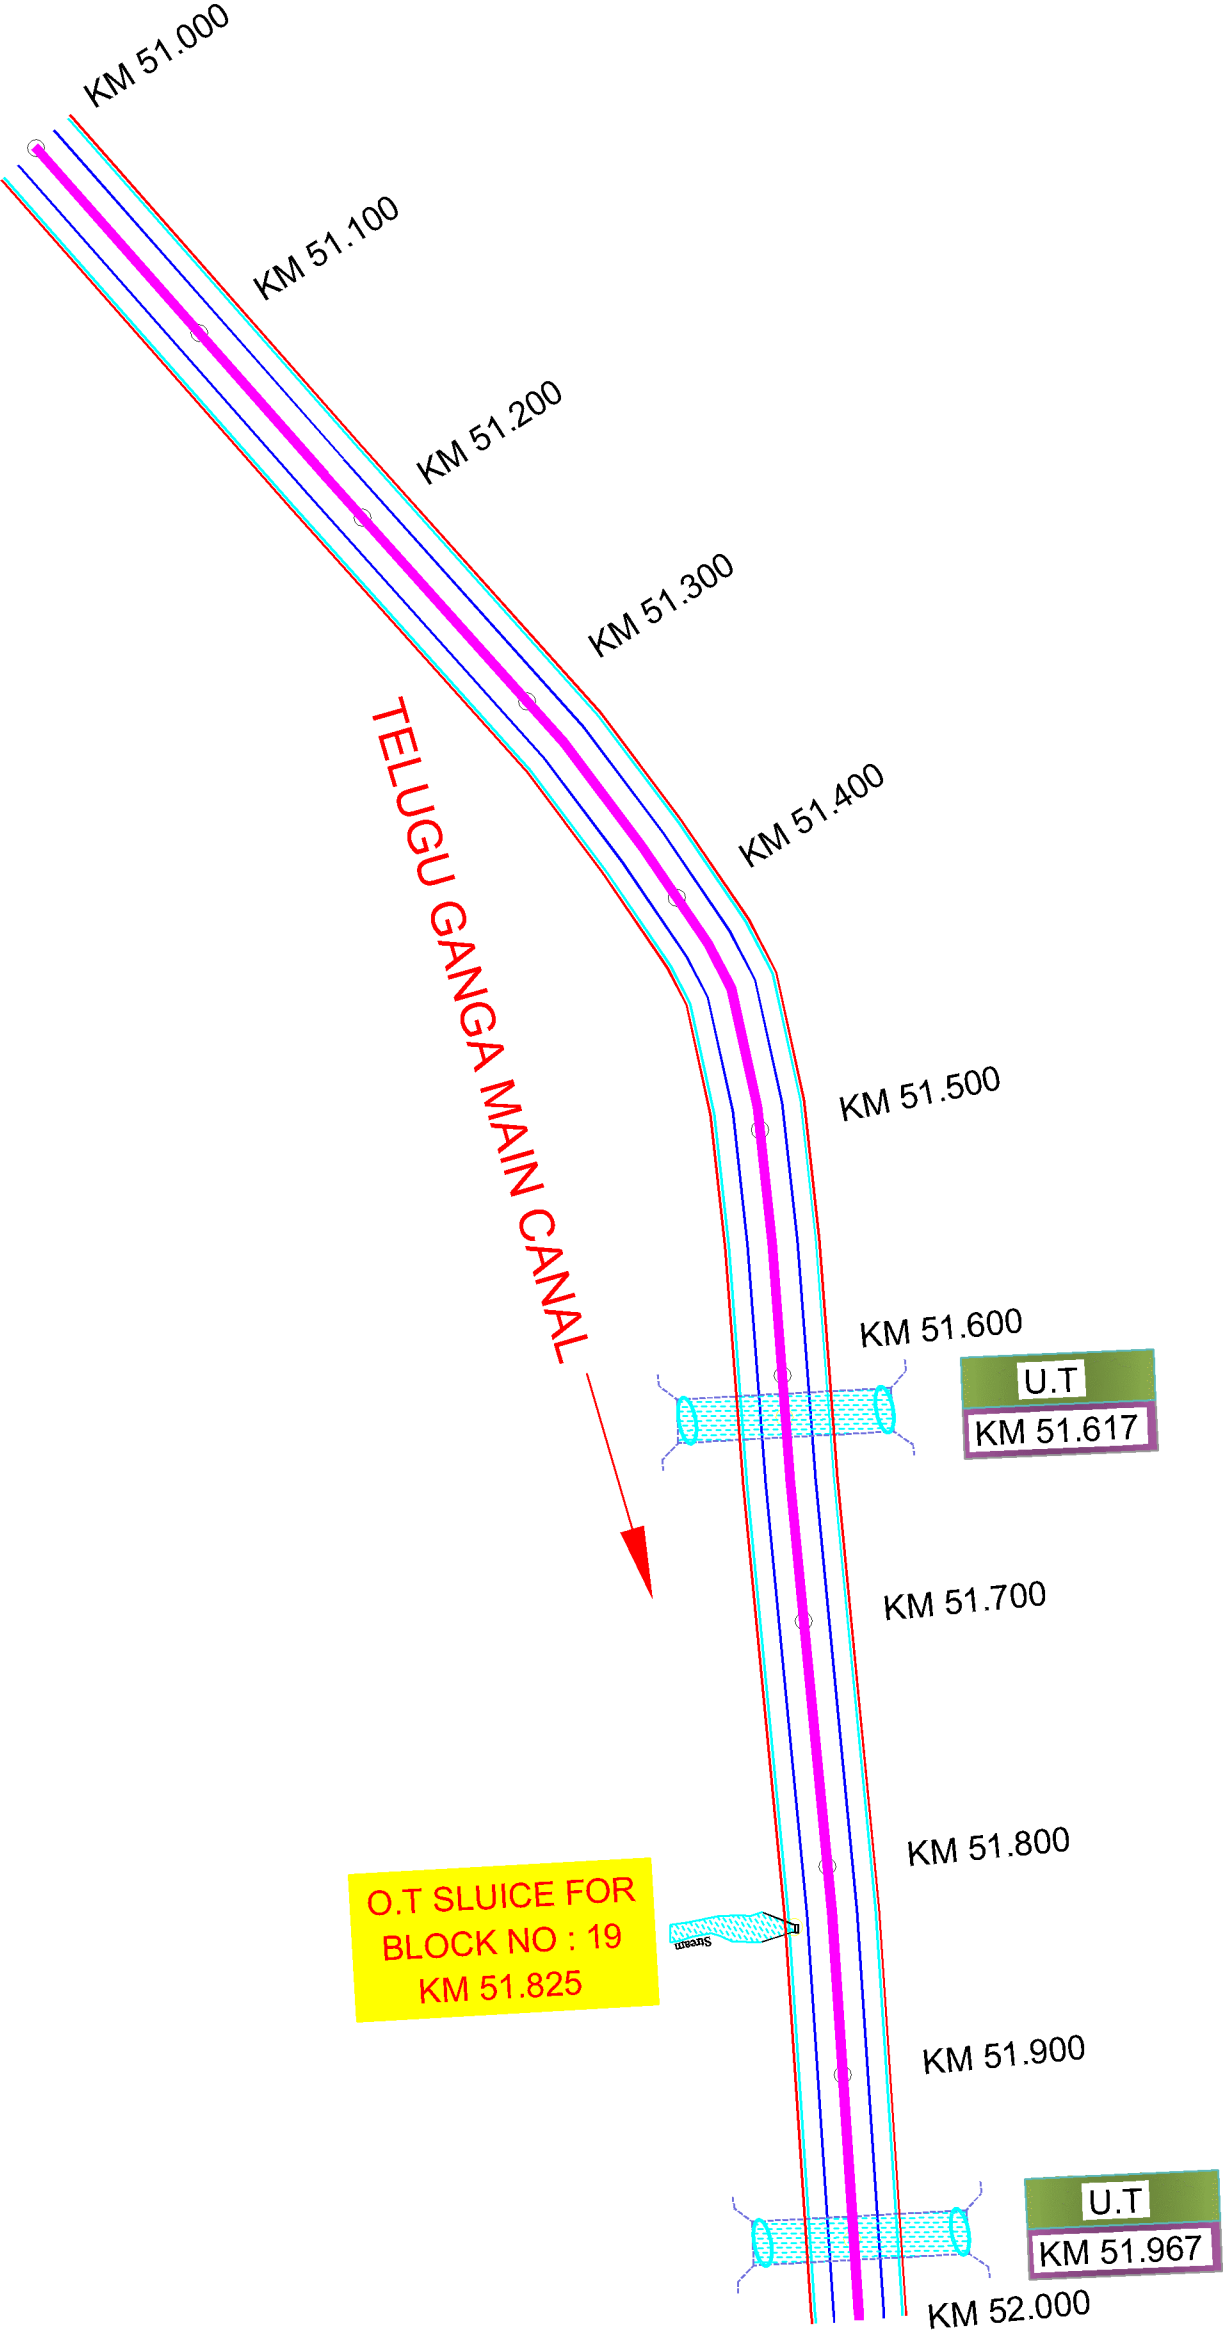 KM 51.000
KM 51.100
KM 51.200
KM 51.300
TELUGU GANGA MAIN CANAL
KM 51.400
KM 51.500
KM 51.600
U.T
KM 51.617
KM 51.700
KM 51.800
O.T SLUICE FOR
BLOCK NO : 19
KM 51.825
Stream
KM 51.900
U.T
KM 51.967
KM 52.000